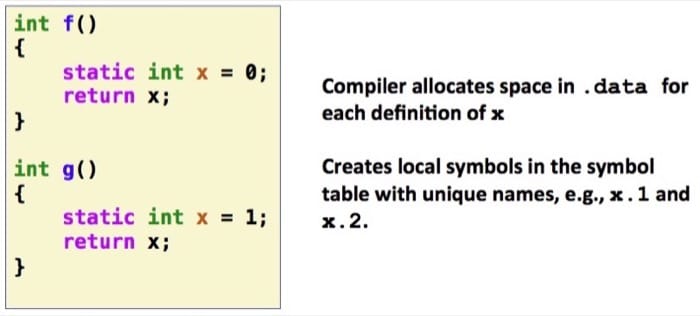 int f()
{
    static int x = 0;
    return x;
}
int g()
{
    static int x = 1;
    return x;
}
Compiler allocates space in .data for
each definition of x
Creates local symbols in the symbol
table with unique names, e.g., x.1 and
x.2.